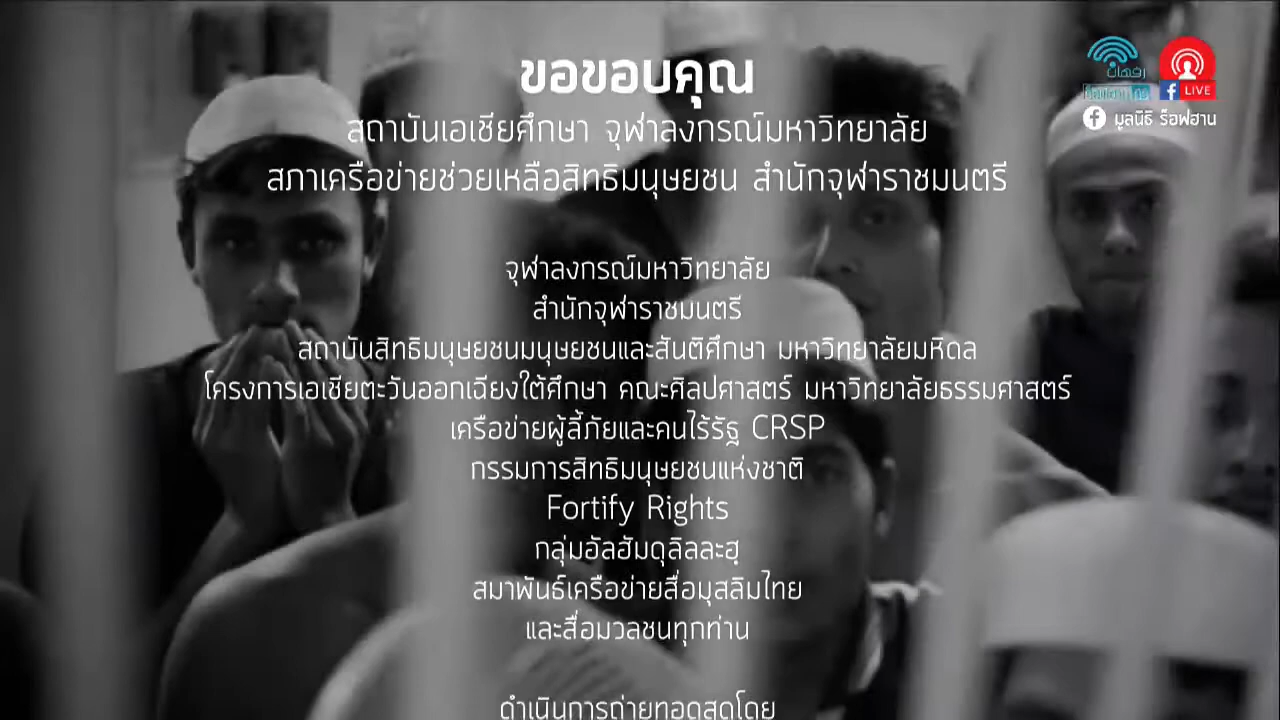 ขอขอบคุณ
สถาบันเอเชียศึกษา จุฬาลงกรณ์มหาวิทยาลัย
สภาเครือข่ายช่วยเหลือสิทธิมนุษยชน สำนักจุฬาราชมนตรี
จุฬาลงกรณ์มหาวิทยาลัย
สำนักจุฬาราชมนตรี
สถาบันสิทธิมนุษยชนมนุษยชนและสันติศึกษา มหาวิทยาลัยมหิดล
โครงการเอเชียตะวันออกเฉียงใต้ศึกษา คณะศิลปศาสตร์ มหาวิทยาลัยธรรมศาสตร์
เครือข่ายผู้ลี้ภัยและคนไร้รัฐ CRSP
กรรมการสิทธิมนุษยชนแห่งชาติ
Fortify Rights
กลุ่มอัลฮัมดุลิลละฮฺ
สมาพันธ์เครือข่ายสื่อมุสลิมไทย
และสื่อมวลชนทุกท่าน
ดำเนินการถ่ายทอดสดโดย
رفهان
f LIVE
มูลนิธิ ร็อฟฮาน